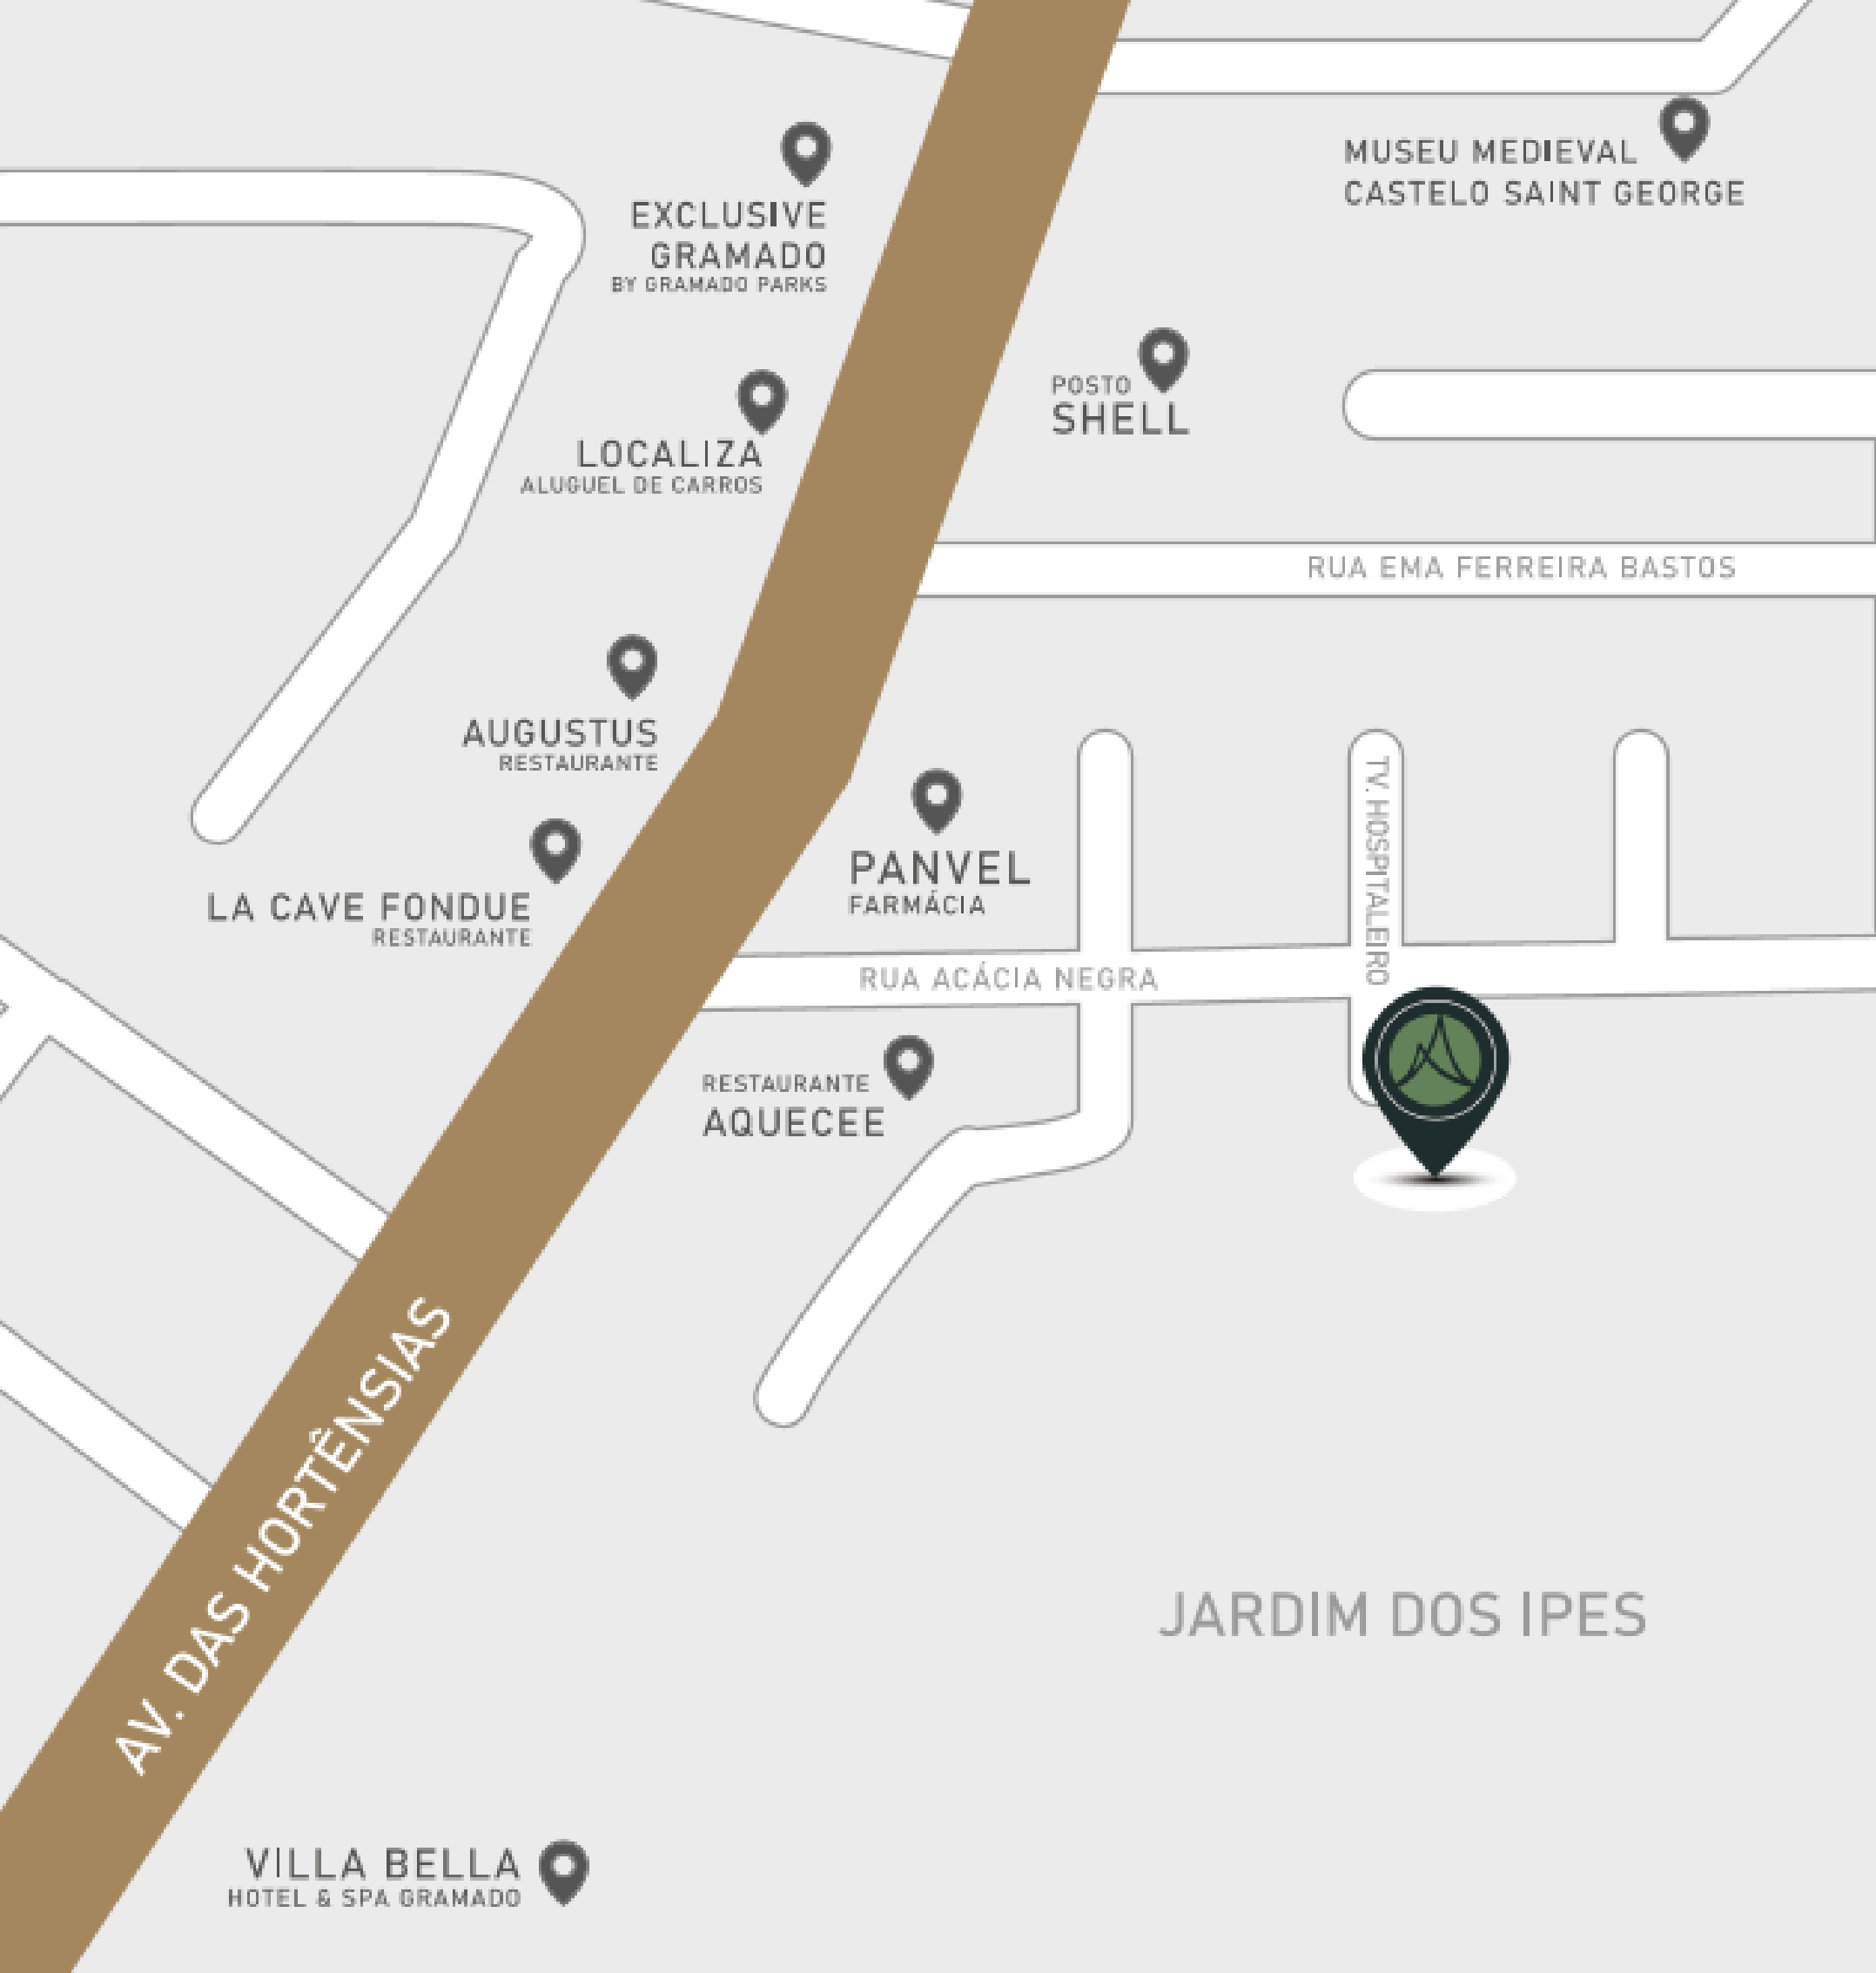 MUSEU MEDIEVAL
CASTELO SAINT GEORGE
EXCLUSIVE
GRAMADO
BY GRAMADO PARKS
POSTO
SHELL
LOCALIZA
ALUGUEL DE CARROS
RUA EMA FERREIRA BASTOS
AUGUSTUS
RESTAURANTE
TV. HOSPITALEIRO
PANVEL
FARMÁCIA
LA CAVE FONDUE
RESTAURANTE
RUA ACÁCIA NEGRA
RESTAURANTE
AQUECEE
AV. DAS HORTÊNSIAS
JARDIM DOS IPES
VILLA BELLA
HOTEL & SPA GRAMADO